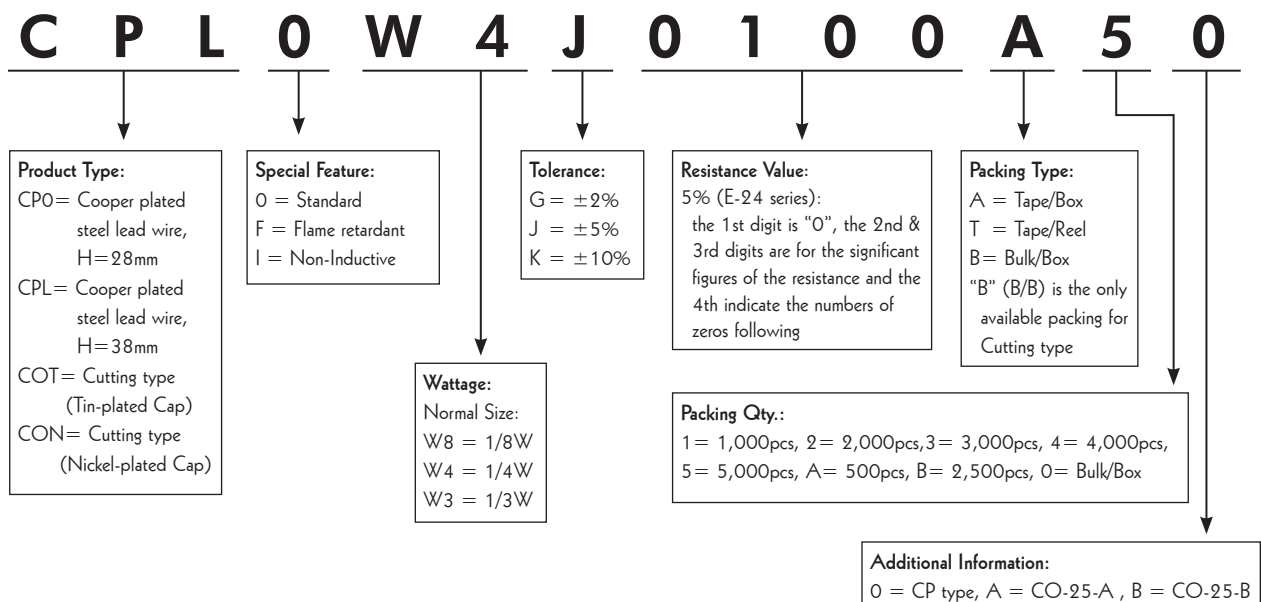 C P L 0 W 4 J 0 1 0 0 A 5 0
Product Type:
CP0= Cooper plated
steel lead wire,
H=28mm
CPL= Cooper plated
steel lead wire,
H=38mm
COT= Cutting type
(Tin-plated Cap)
CON= Cutting type
(Nickel-plated Cap)
Special Feature:
0 = Standard
F = Flame retardant
I = Non-Inductive
Wattage:
Normal Size:
W8 = 1/8W
W4 = 1/4W
W3 = 1/3W
Tolerance:
G= ±2%
J = ±5%
K = ±10%
Resistance Value:
5% (E-24 series):
the 1st digit is “0”, the 2nd &
3rd digits are for the significant
figures of the resistance and the
4th indicate the numbers of
zeros following
Packing Type:
A = Tape/Box
T = Tape/Reel
B= Bulk/Box
“B” (B/B) is the only
available packing for
Cutting type
Packing Qty.:
1= 1,000pcs, 2= 2,000pcs,3= 3,000pcs, 4= 4,000pcs,
5= 5,000pcs, A= 500pcs, B= 2,500pcs, 0= Bulk/Box
Additional Information:
0 = CP type, A = CO-25-A , B = CO-25-B